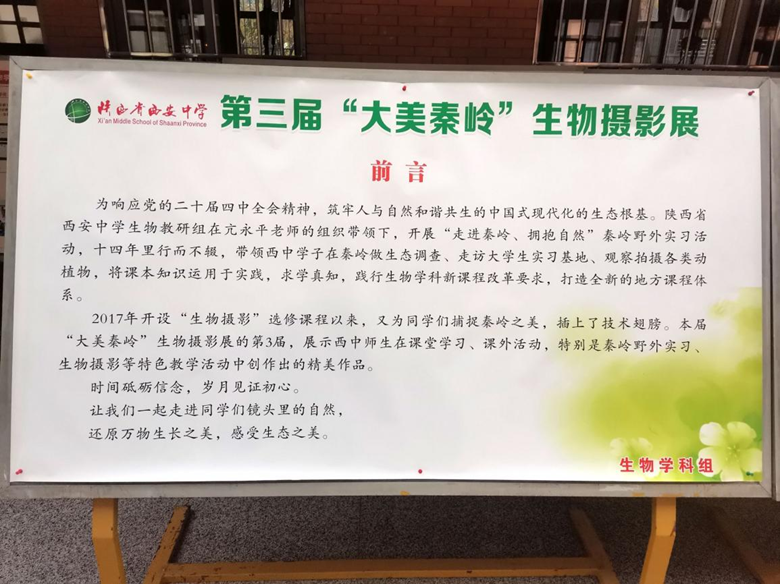 陕西省西安中学
Xi'an Middle School of Shaanxi Province
第三届“大美秦岭”生物摄影展
前言
为响应党的二十届四中全会精神，筑牢人与自然和谐共生的中国式现代化的生态根基。陕西省
西安中学生物教研组在亢永平老师的组织带领下，开展“走进秦岭、拥抱自然”秦岭野外实习活
动，十四年里行而不辍，带领西中学子在秦岭做生态调查、走访大学生实习基地、观察拍摄各类动
植物，将课本知识运用于实践，求学真知，践行生物学科新课程改革要求，打造全新的地方课程体
系。
2017年开设“生物摄影”选修课程以来，又为同学们捕捉秦岭之美，插上了技术翅膀。本届
“大美秦岭”生物摄影展的第3届，展示西中师生在课堂学习、课外活动，特别是秦岭野外实习、
生物摄影等特色教学活动中创作出的精美作品。
时间砥砺信念，岁月见证初心。
让我们一起走进同学们镜头里的自然，
还原万物生长之美，感受生态之美。
生物学科组